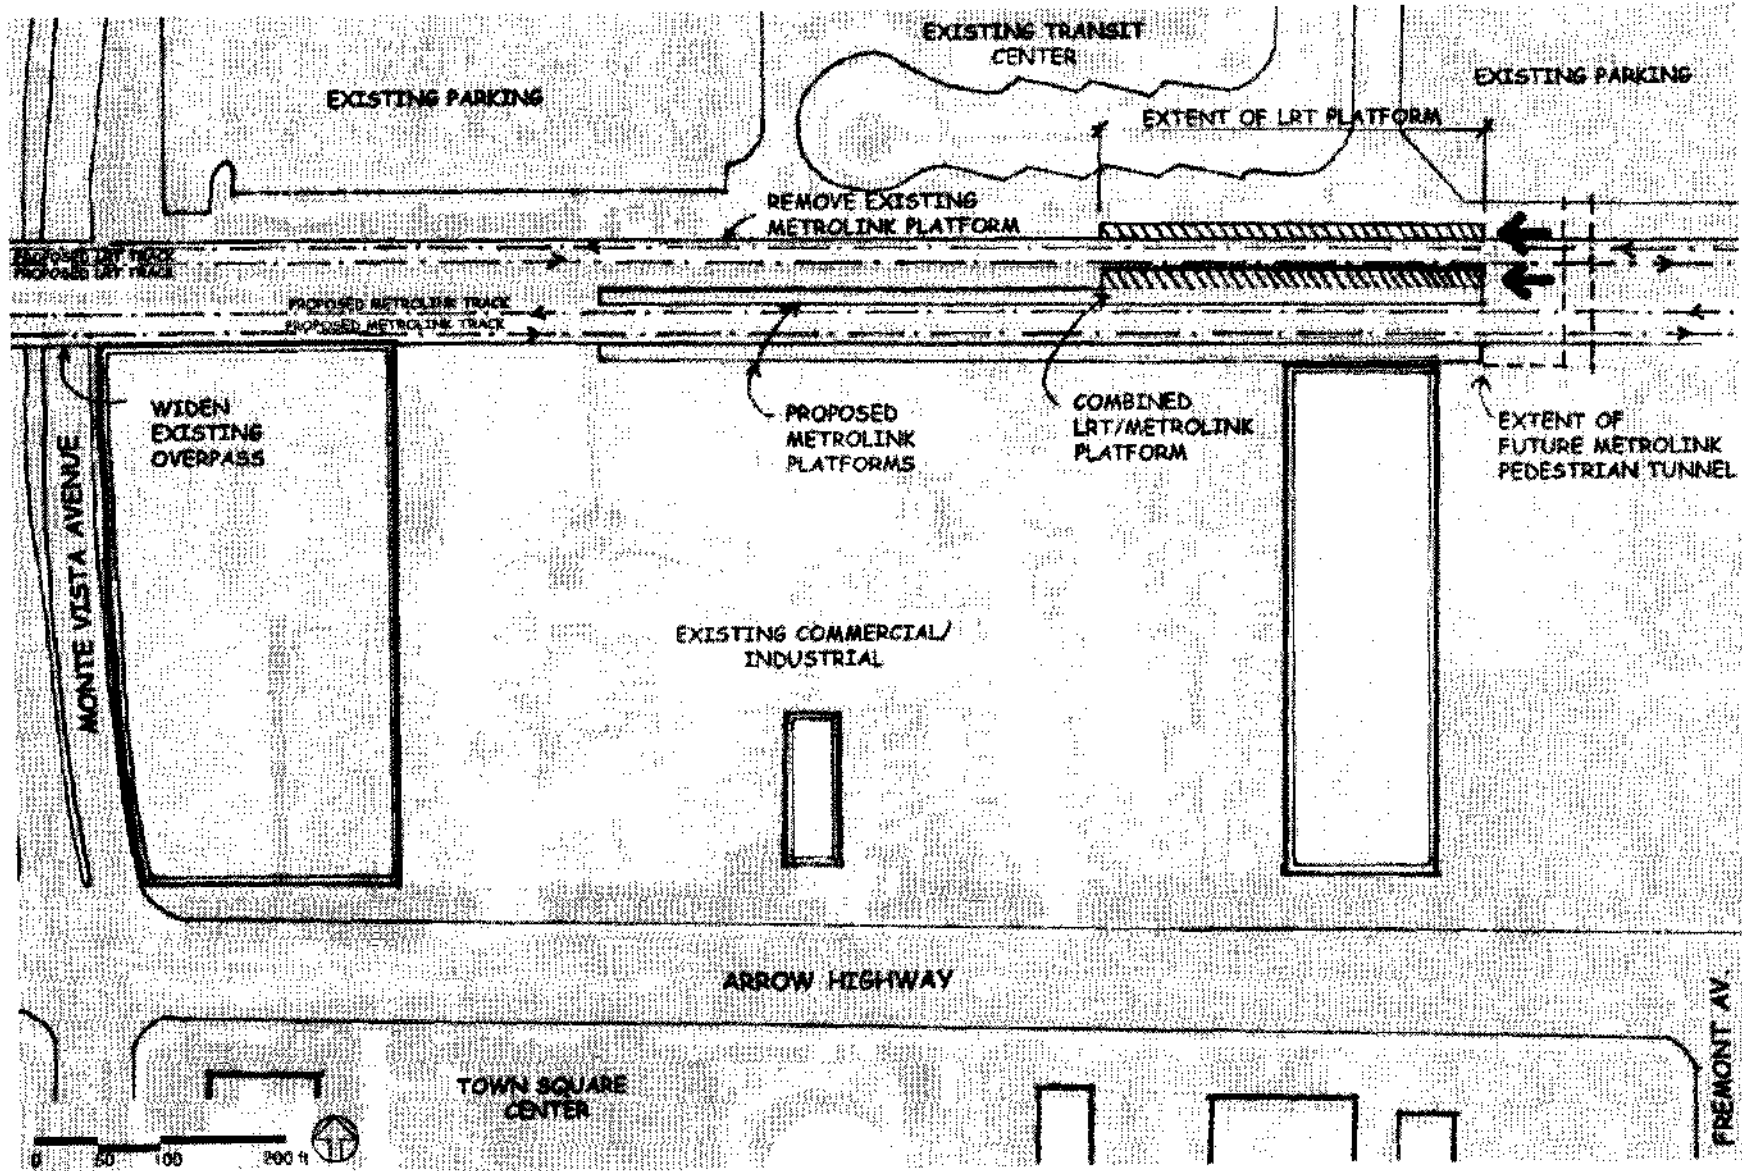 EXISTING TRANSIT
CENTER
EXISTING PARKING
EXISTING PARKING
EXTENT OF LRT PLATFORM
REMOVE EXISTING
METROLINK PLATFORM
PROPOSED LRT TRACK
PROPOSED LRT TRACK
PROPOSED METROLINK TRACK
PROPOSED METROLINK TRACK
WIDEN
EXISTING
OVERPASS
PROPOSED
METROLINK
PLATFORMS
COMBINED
LRT/METROLINK
PLATFORM
EXTENT OF
FUTURE METROLINK
PEDESTRIAN TUNNEL
MONTE VISTA AVENUE
EXISTING COMMERCIAL/
INDUSTRIAL
ARROW HIGHWAY
FREMONT AV.
TOWN SQUARE
CENTER
0 50 100 200 ft